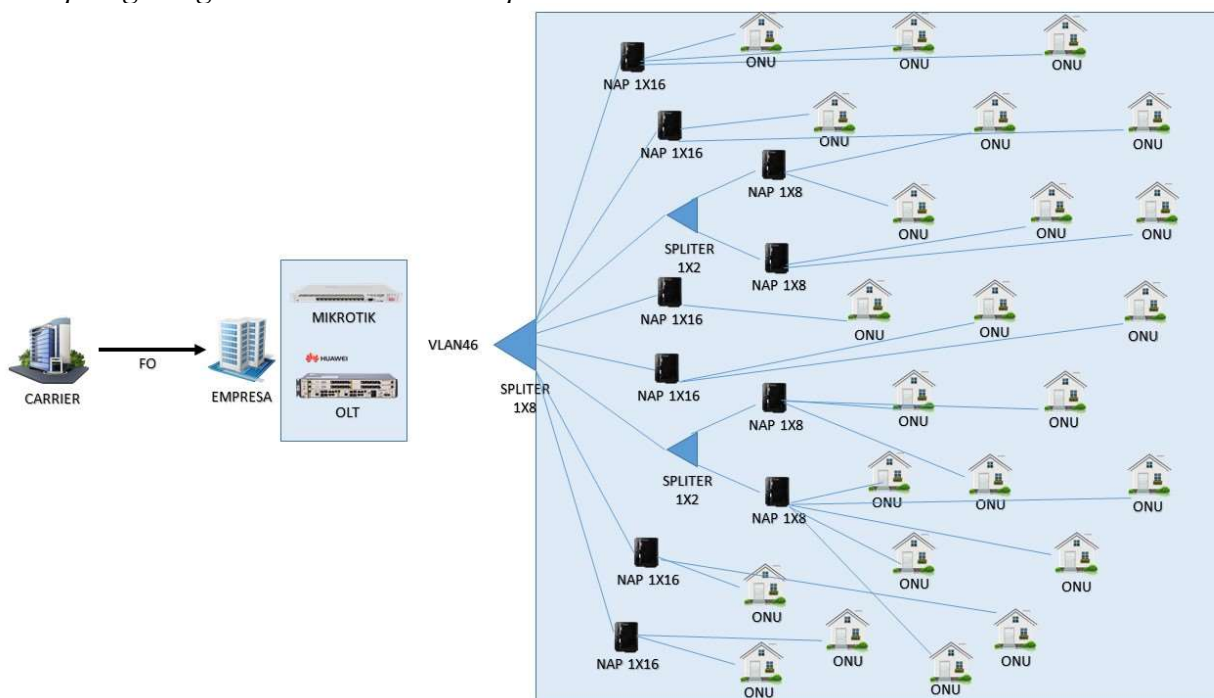 ONU
ONU
ONU
NAP 1X16
ONU
ONU
ONU
NAP 1X16
NAP 1X8
ONU
ONU
ONU
SPLITER
1X2
NAP 1X8
MIKROTIK
NAP 1X16
ONU
ONU
ONU
VLAN46
HUAWEI
FO
CARRIER
EMPRESA
OLT
SPLITER
1X8
NAP 1X16
NAP 1X8
ONU
ONU
SPLITER
1X2
NAP 1X8
ONU
ONU
ONU
NAP 1X16
ONU
ONU
ONU
NAP 1X16
ONU
ONU
ONU
ONU